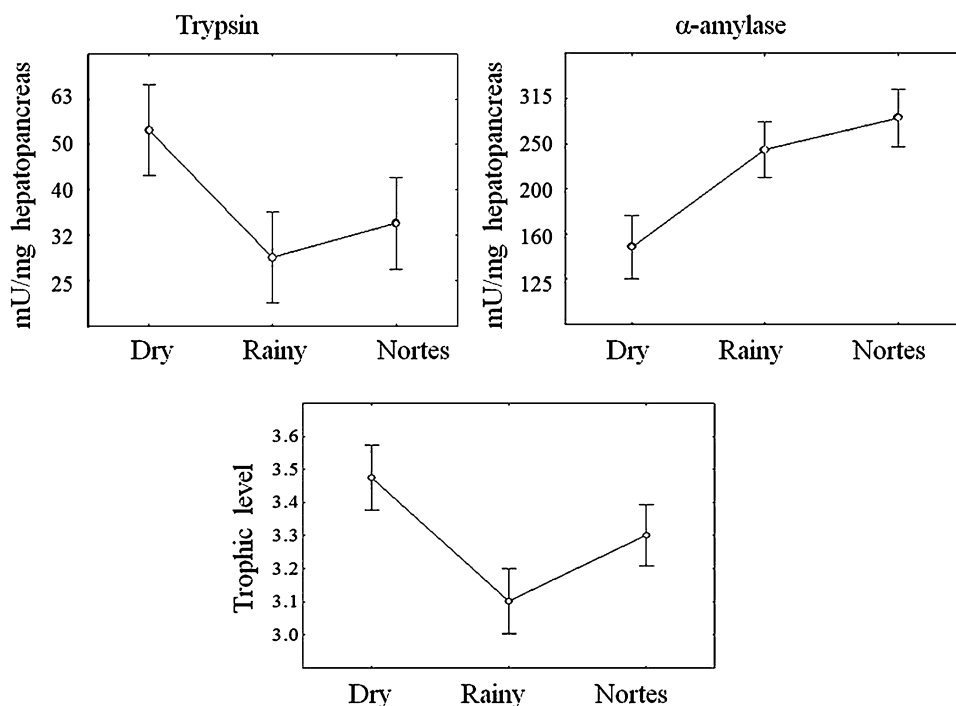 Trypsin
mU/mg hepatopancreas
63
50
40
32
25
Dry Rainy Nortes
α-amylase
mU/mg hepatopancreas
315
250
200
160
125
Dry Rainy Nortes
Trophic level
3.6
3.5
3.4
3.3
3.2
3.1
3.0
Dry Rainy Nortes